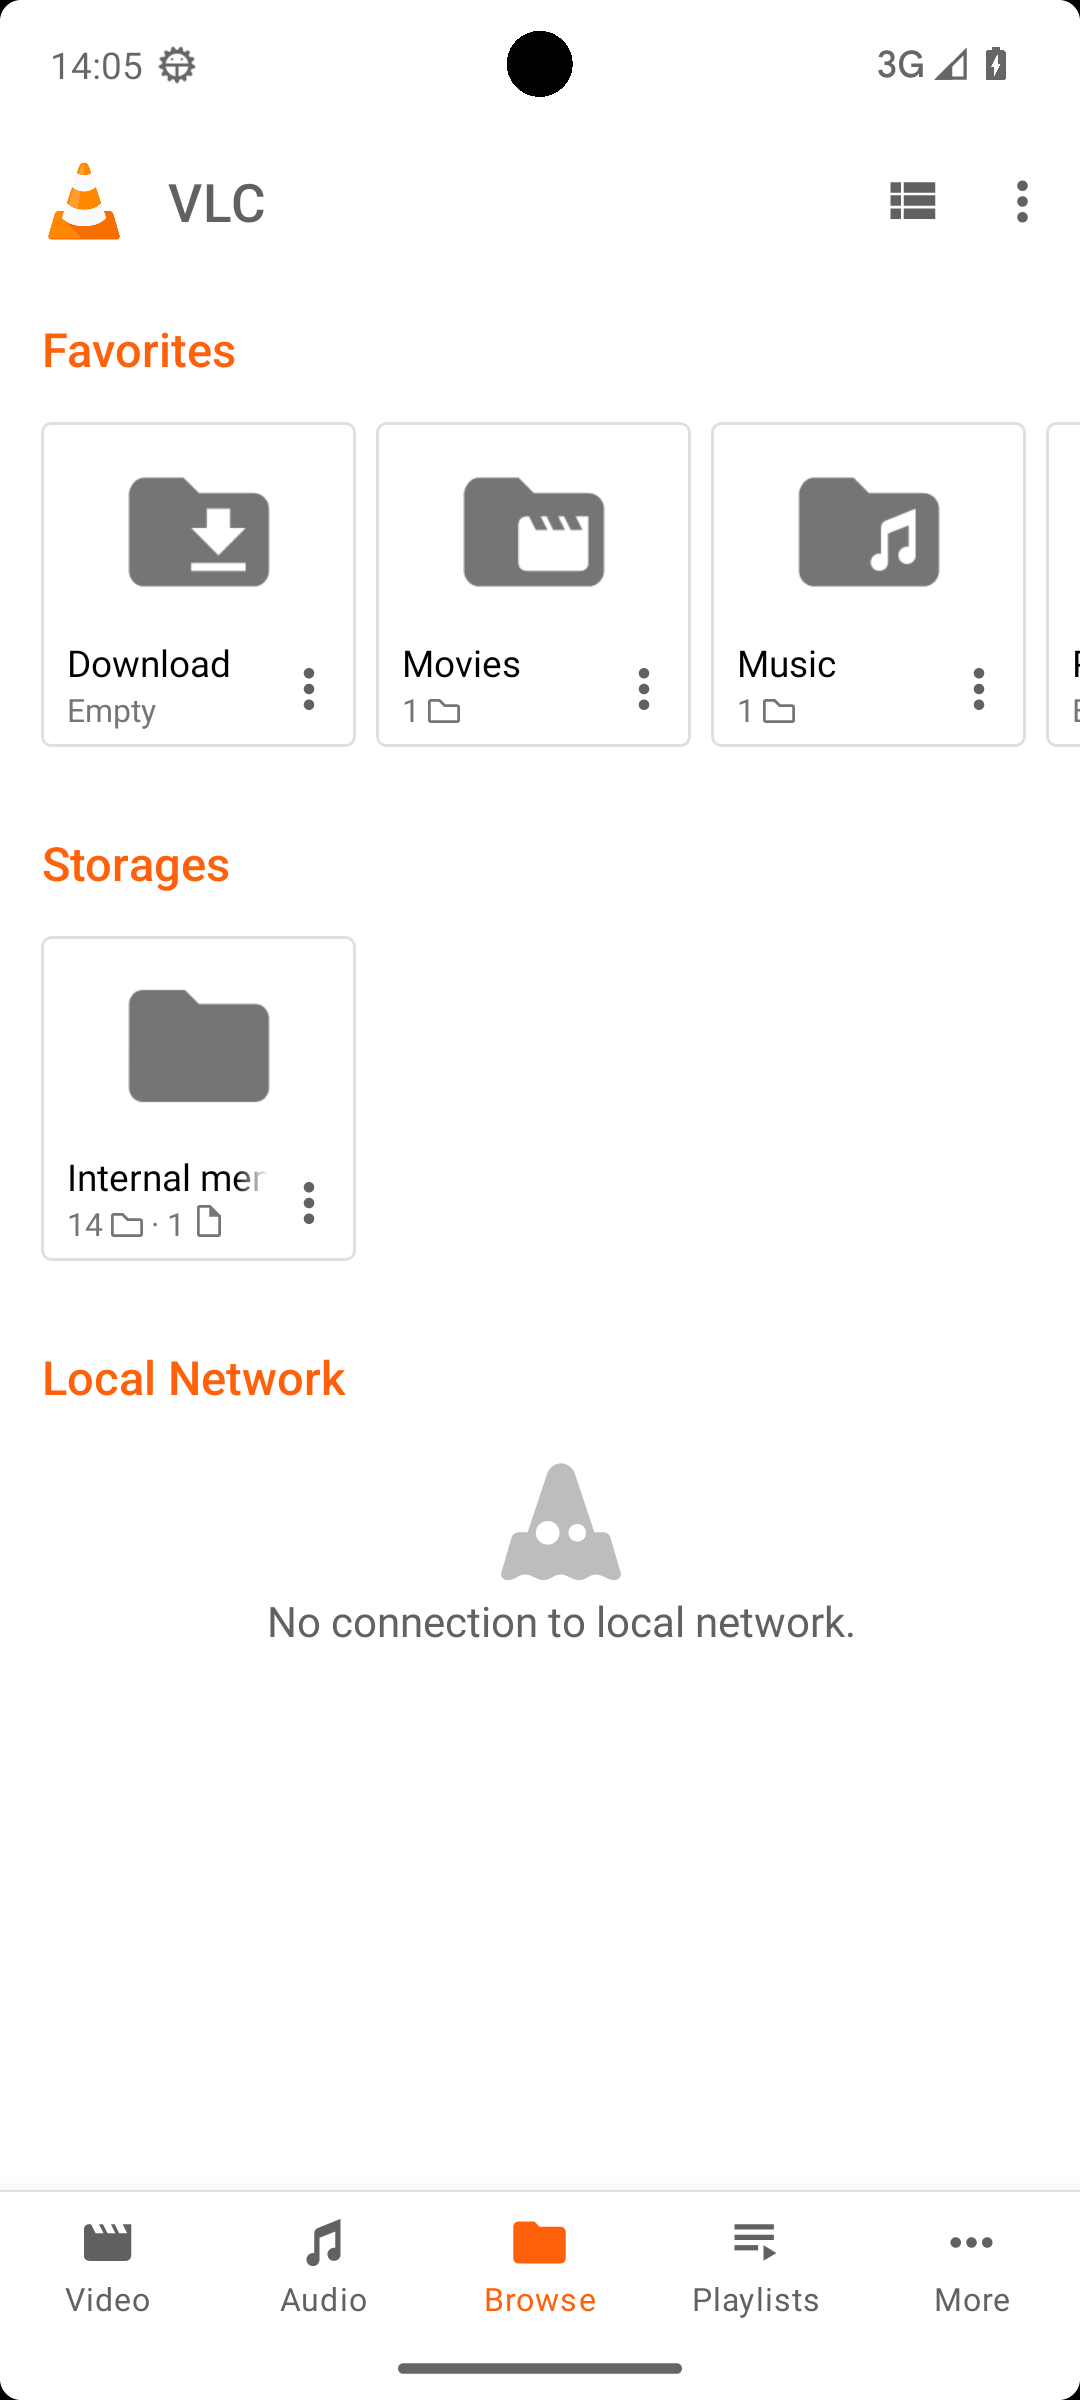 14:05
3G
VLC
Favorites
Download
Empty
Movies
1
Music
1
Storages
Internal mer
14 · 1
Local Network
No connection to local network.
Video
Audio
Browse
Playlists
More